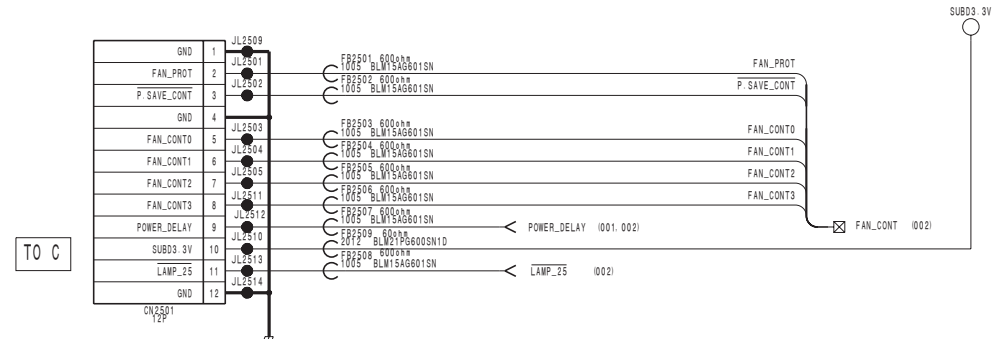 SUBD3.3V
JL2509
GND 1
JL2501
FB2501 600ohm
FAN_PROT 2
1005 BLM15AG601SN
FAN_PROT
JL2502
FB2502 600ohm
P.SAVE_CONT 3
1005 BLM15AG601SN
P.SAVE_CONT
GND 4
JL2503
FB2503 600ohm
FAN_CONT0 5
1005 BLM15AG601SN
FAN_CONT0
JL2504
FB2504 600ohm
FAN_CONT1 6
1005 BLM15AG601SN
FAN_CONT1
JL2505
FB2505 600ohm
FAN_CONT2 7
1005 BLM15AG601SN
FAN_CONT2
JL2511
FB2506 600ohm
FAN_CONT3 8
1005 BLM15AG601SN
FAN_CONT3
JL2512
FB2507 600ohm
POWER_DELAY 9
1005 BLM15AG601SN
POWER_DELAY (001,002)
FAN_CONT (002)
JL2510
FB2509 60ohm
SUBD3.3V 10
2012 BLM21PG600SN1D
TO C
JL2513
FB2508 600ohm
LAMP_25 11
1005 BLM15AG601SN
LAMP_25 (002)
JL2514
GND 12
CN2501
12P